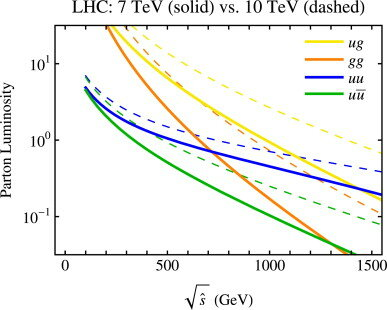 LHC: 7 TeV (solid) vs. 10 TeV (dashed)
Parton Luminosity
10¹
10⁰
10⁻¹
ug
gg
uu
uu̅
0 500 1000 1500
√ŝ (GeV)